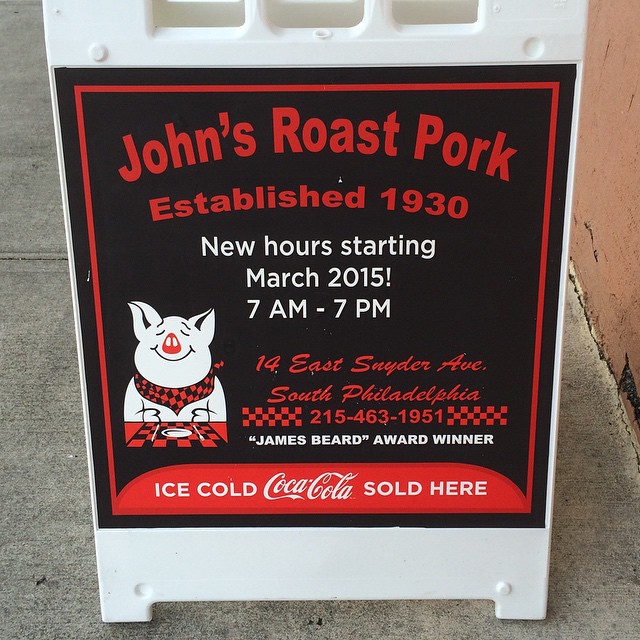 John's Roast Pork
Established 1930
New hours starting
March 2015!
7 AM - 7 PM
14 East Snyder Ave.
South Philadelphia
215-463-1951
"JAMES BEARD" AWARD WINNER
ICE COLD Coca-Cola SOLD HERE